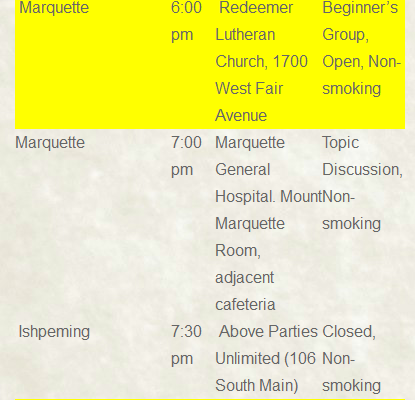 Marquette 6:00 Redeemer Beginner's
pm Lutheran Group,
Church, 1700 Open, Non-
West Fair smoking
Avenue
Marquette 7:00 Marquette Topic
pm General Discussion,
Hospital. Mount Non-
Marquette smoking
Room,
adjacent
cafeteria
Ishpeming 7:30 Above Parties Closed,
pm Unlimited (106 Non-
South Main) smoking